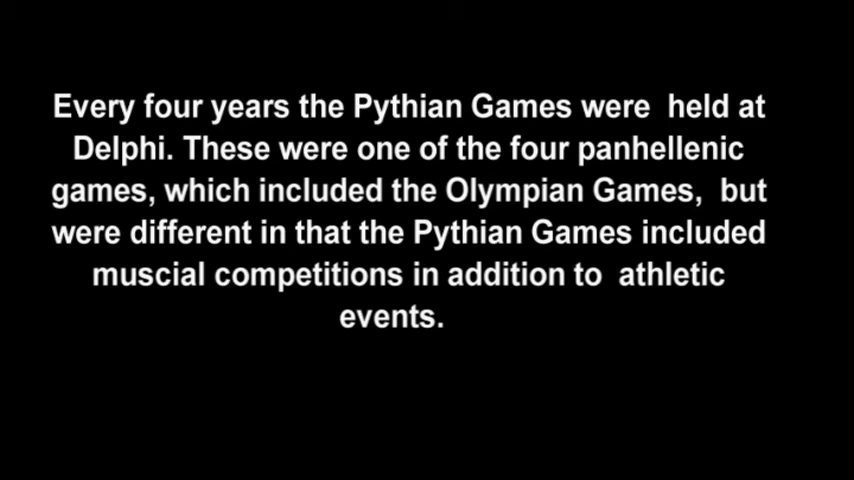 Every four years the Pythian Games were  held at
Delphi. These were one of the four panhellenic
games, which included the Olympian Games,  but
were different in that the Pythian Games included
muscial competitions in addition to  athletic
events.